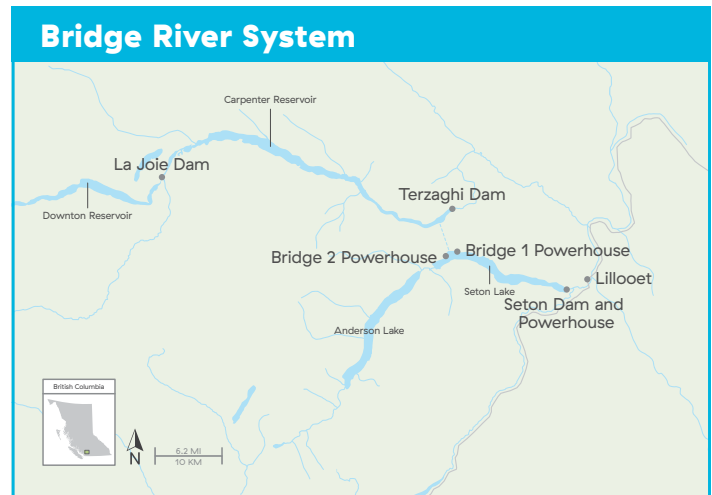 Bridge River System
Carpenter Reservoir
La Joie Dam
Downton Reservoir
Terzaghi Dam
Bridge 1 Powerhouse
Bridge 2 Powerhouse
Lillooet
Seton Lake
Seton Dam and
Powerhouse
Anderson Lake
British Columbia
N
6.2 MI
10 KM